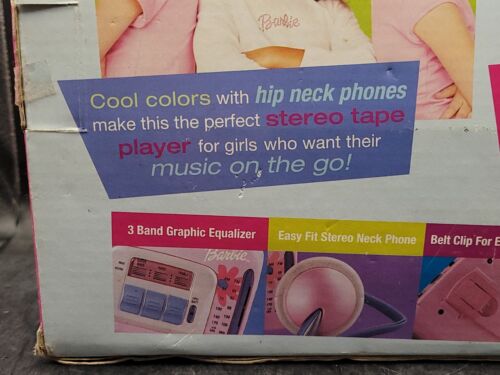 Barbie
Cool colors with hip neck phones
make this the perfect stereo tape
player for girls who want their
music on the go!
3 Band Graphic Equalizer
Easy Fit Stereo Neck Phone
Belt Clip For E
Barbie